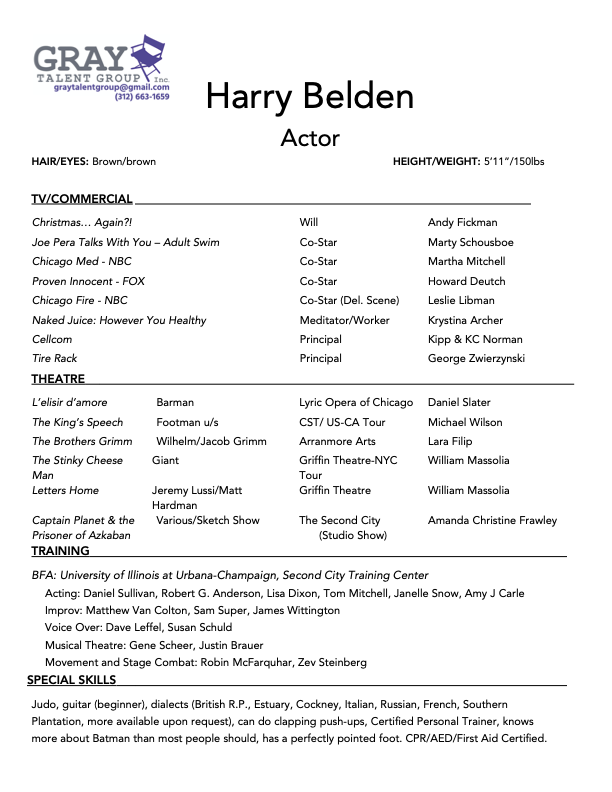 GRAY
TALENT GROUP Inc.
graytalentgroup@gmail.com
(312) 663-1659
Harry Belden
Actor
HAIR/EYES: Brown/brown HEIGHT/WEIGHT: 5’11”/150lbs
TV/COMMERCIAL
Christmas… Again?! Will Andy Fickman
Joe Pera Talks With You – Adult Swim Co-Star Marty Schousboe
Chicago Med - NBC Co-Star Martha Mitchell
Proven Innocent - FOX Co-Star Howard Deutch
Chicago Fire - NBC Co-Star (Del. Scene) Leslie Libman
Naked Juice: However You Healthy Meditator/Worker Krystina Archer
Cellcom Principal Kipp & KC Norman
Tire Rack Principal George Zwierzynski
THEATRE
L’elisir d’amore Barman Lyric Opera of Chicago Daniel Slater
The King’s Speech Footman u/s CST/ US-CA Tour Michael Wilson
The Brothers Grimm Wilhelm/Jacob Grimm Arranmore Arts Lara Filip
The Stinky Cheese Giant Griffin Theatre-NYC William Massolia
Man Tour
Letters Home Jeremy Lussi/Matt Griffin Theatre William Massolia
Hardman
Captain Planet & the Various/Sketch Show The Second City Amanda Christine Frawley
Prisoner of Azkaban (Studio Show)
TRAINING
BFA: University of Illinois at Urbana-Champaign, Second City Training Center
Acting: Daniel Sullivan, Robert G. Anderson, Lisa Dixon, Tom Mitchell, Janelle Snow, Amy J Carle
Improv: Matthew Van Colton, Sam Super, James Wittington
Voice Over: Dave Leffel, Susan Schuld
Musical Theatre: Gene Scheer, Justin Brauer
Movement and Stage Combat: Robin McFarquhar, Zev Steinberg
SPECIAL SKILLS
Judo, guitar (beginner), dialects (British R.P., Estuary, Cockney, Italian, Russian, French, Southern
Plantation, more available upon request), can do clapping push-ups, Certified Personal Trainer, knows
more about Batman than most people should, has a perfectly pointed foot. CPR/AED/First Aid Certified.